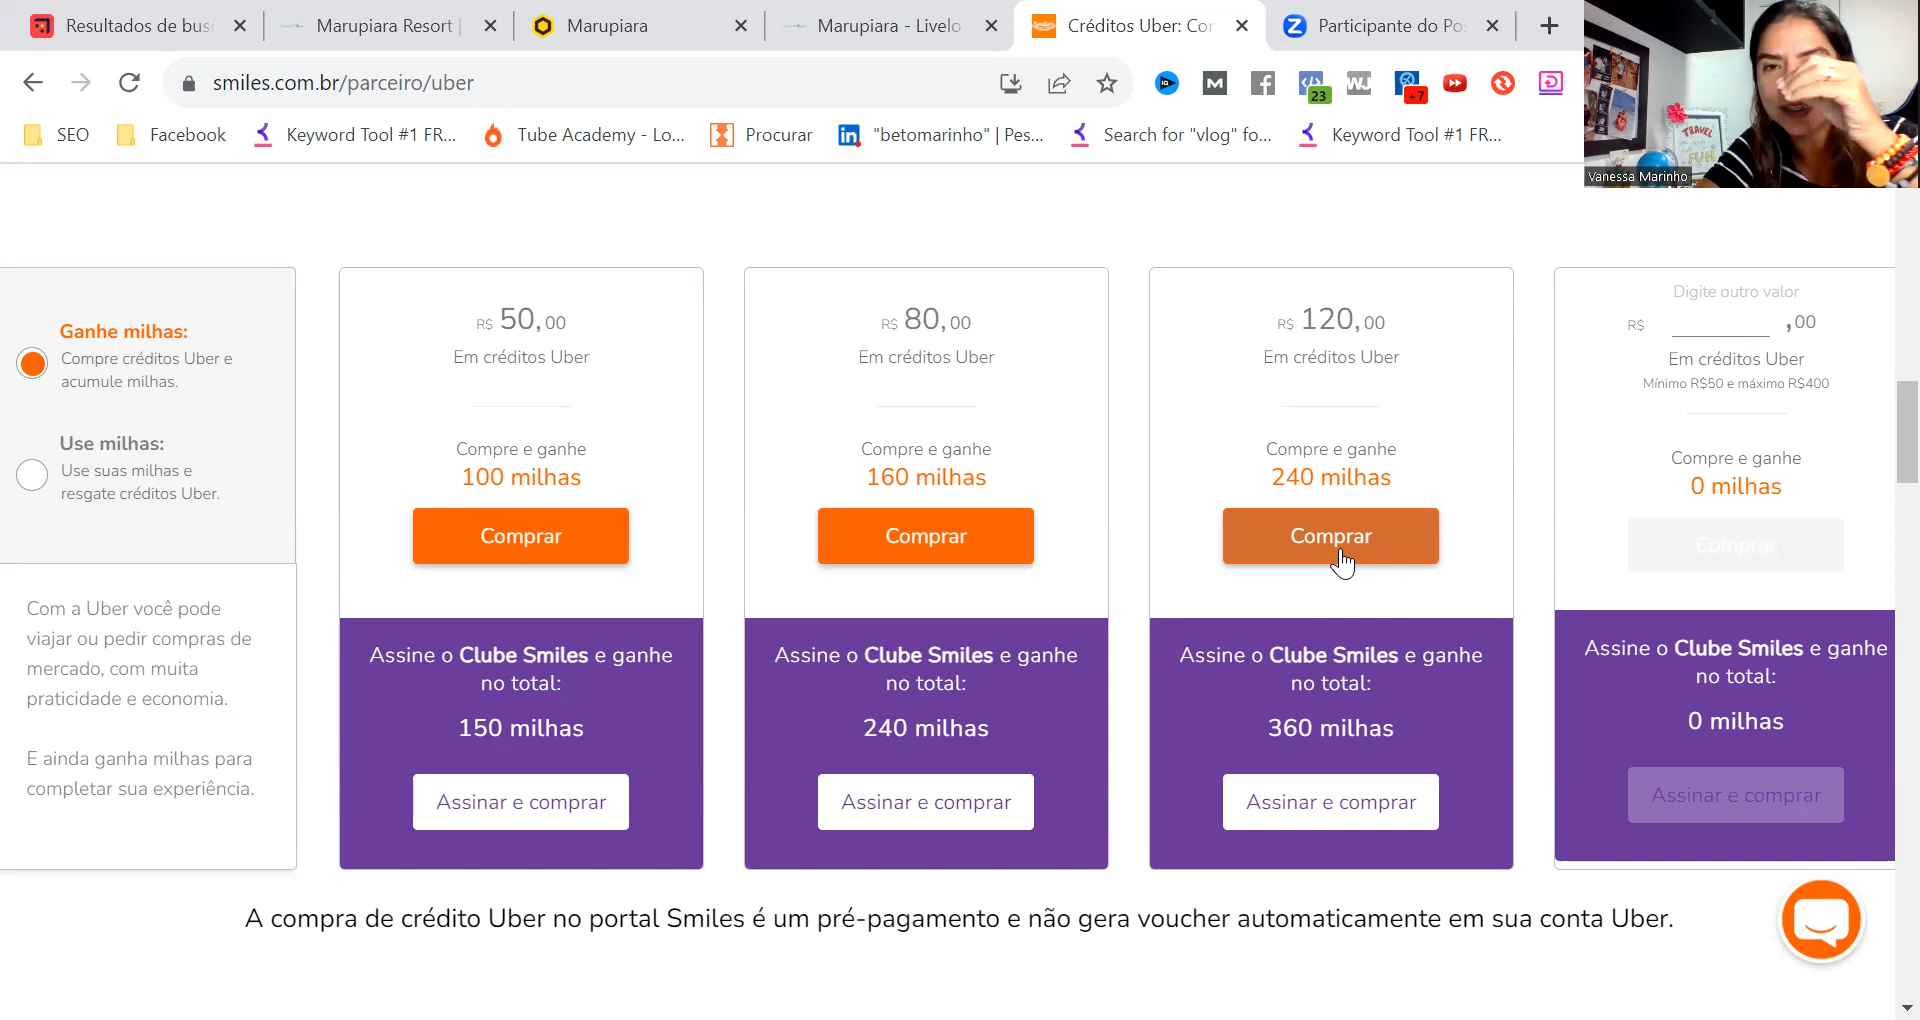 Resultados de bus
Marupiara Resort |
Marupiara
Marupiara - Livelo
Créditos Uber: Cor
Participante do Po
smiles.com.br/parceiro/uber
23
+7
SEO
Facebook
Keyword Tool #1 FR...
Tube Academy - Lo...
Procurar
"betomarinho" | Pes...
Search for "vlog" fo...
Keyword Tool #1 FR...
TRAVEL
FUN
Vanessa Marinho
Ganhe milhas:
Compre créditos Uber e
acumule milhas.
Use milhas:
Use suas milhas e
resgate créditos Uber.
Com a Uber você pode
viajar ou pedir compras de
mercado, com muita
praticidade e economia.
E ainda ganha milhas para
completar sua experiência.
R$ 50,00
Em créditos Uber
Compre e ganhe
100 milhas
Comprar
Assine o Clube Smiles e ganhe
no total:
150 milhas
Assinar e comprar
R$ 80,00
Em créditos Uber
Compre e ganhe
160 milhas
Comprar
Assine o Clube Smiles e ganhe
no total:
240 milhas
Assinar e comprar
R$ 120,00
Em créditos Uber
Compre e ganhe
240 milhas
Comprar
Assine o Clube Smiles e ganhe
no total:
360 milhas
Assinar e comprar
Digite outro valor
R$ ,00
Em créditos Uber
Mínimo R$50 e máximo R$400
Compre e ganhe
0 milhas
Comprar
Assine o Clube Smiles e ganhe
no total:
0 milhas
Assinar e comprar
A compra de crédito Uber no portal Smiles é um pré-pagamento e não gera voucher automaticamente em sua conta Uber.